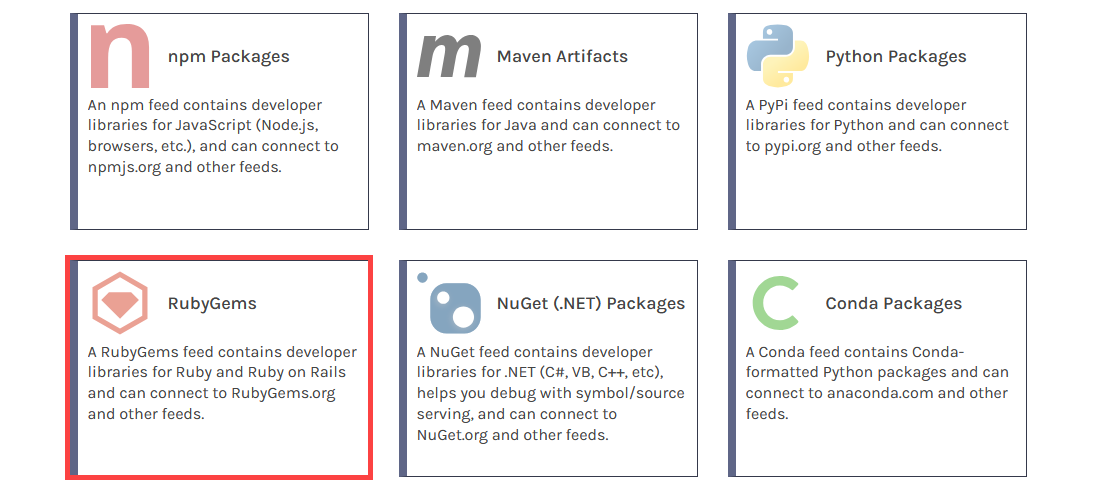 npm Packages
An npm feed contains developer
libraries for JavaScript (Node.js,
browsers, etc.), and can connect to
npmjs.org and other feeds.
Maven Artifacts
A Maven feed contains developer
libraries for Java and can connect to
maven.org and other feeds.
Python Packages
A PyPi feed contains developer
libraries for Python and can connect
to pypi.org and other feeds.
RubyGems
A RubyGems feed contains developer
libraries for Ruby and Ruby on Rails
and can connect to RubyGems.org
and other feeds.
NuGet (.NET) Packages
A NuGet feed contains developer
libraries for .NET (C#, VB, C++, etc),
helps you debug with symbol/source
serving, and can connect to
NuGet.org and other feeds.
Conda Packages
A Conda feed contains Conda-
formatted Python packages and can
connect to anaconda.com and other
feeds.